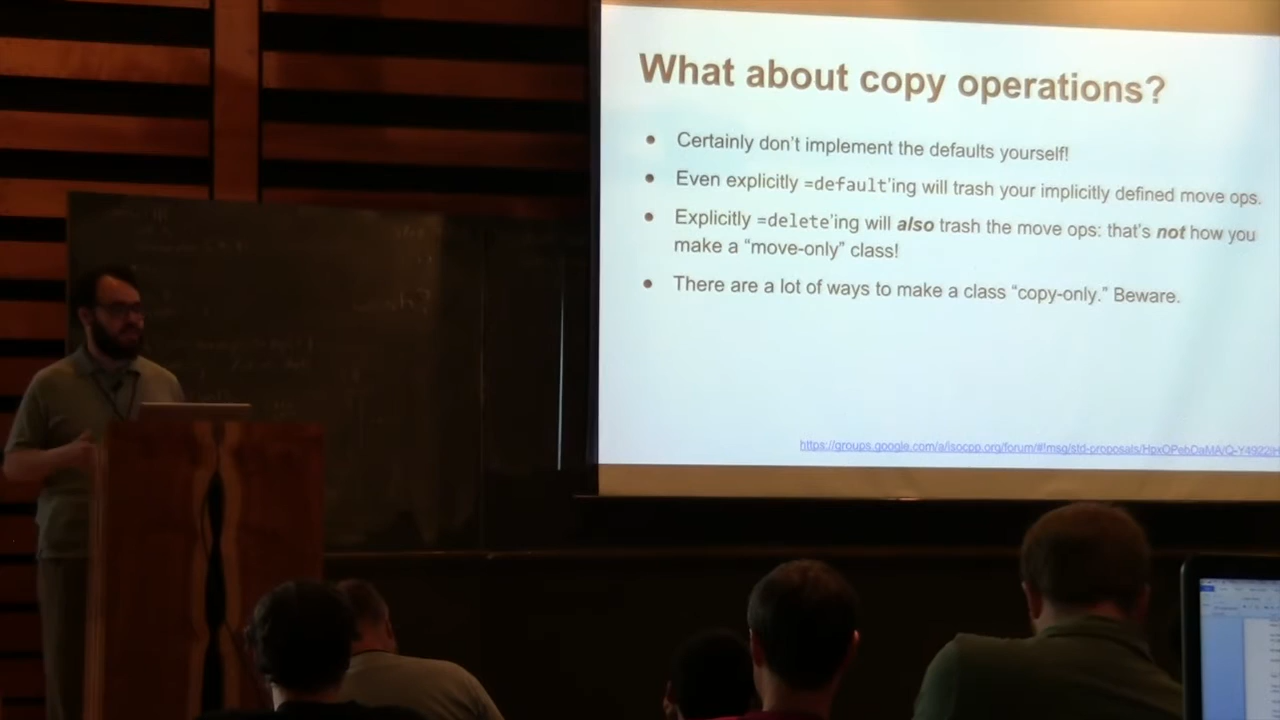 What about copy operations?
● Certainly don't implement the defaults yourself!
● Even explicitly =default'ing will trash your implicitly defined move ops.
● Explicitly =delete'ing will also trash the move ops: that's not how you
make a “move-only” class!
● There are a lot of ways to make a class “copy-only.” Beware.